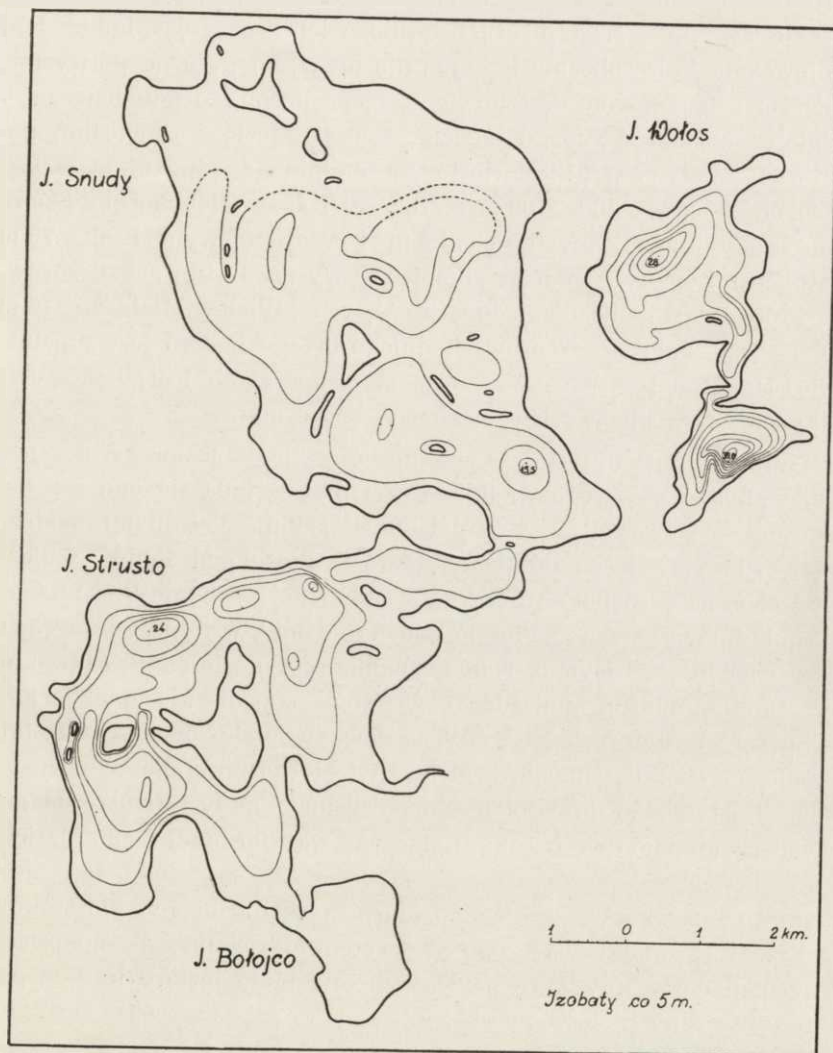 J. Snudy
J. Wołos
28
J. Strusto
24
J. Bołojco
1 0 1 2 km.
Izobaty co 5 m.